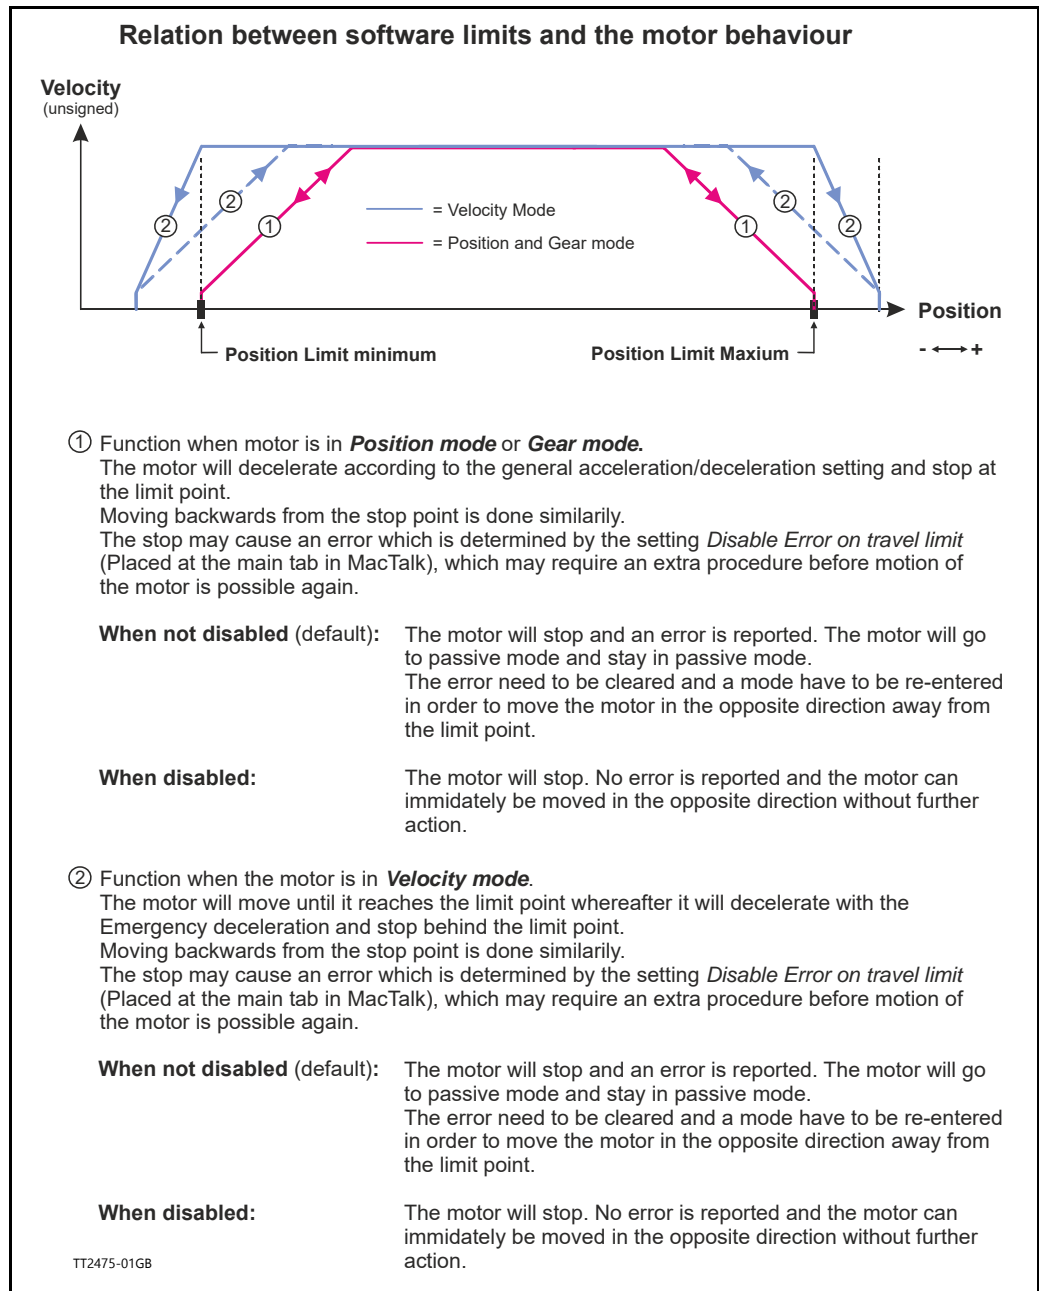 Relation between software limits and the motor behaviour
Velocity
(unsigned)
2
2
1
= Velocity Mode
= Position and Gear mode
1
2
2
Position
- +
Position Limit minimum
Position Limit Maxium
1 Function when motor is in Position mode or Gear mode.
The motor will decelerate according to the general acceleration/deceleration setting and stop at
the limit point.
Moving backwards from the stop point is done similarily.
The stop may cause an error which is determined by the setting Disable Error on travel limit
(Placed at the main tab in MacTalk), which may require an extra procedure before motion of
the motor is possible again.
When not disabled (default): The motor will stop and an error is reported. The motor will go
to passive mode and stay in passive mode.
The error need to be cleared and a mode have to be re-entered
in order to move the motor in the opposite direction away from
the limit point.
When disabled: The motor will stop. No error is reported and the motor can
immidately be moved in the opposite direction without further
action.
2 Function when the motor is in Velocity mode.
The motor will move until it reaches the limit point whereafter it will decelerate with the
Emergency deceleration and stop behind the limit point.
Moving backwards from the stop point is done similarily.
The stop may cause an error which is determined by the setting Disable Error on travel limit
(Placed at the main tab in MacTalk), which may require an extra procedure before motion of
the motor is possible again.
When not disabled (default): The motor will stop and an error is reported. The motor will go
to passive mode and stay in passive mode.
The error need to be cleared and a mode have to be re-entered
in order to move the motor in the opposite direction away from
the limit point.
When disabled: The motor will stop. No error is reported and the motor can
immidately be moved in the opposite direction without further
action.
TT2475-01GB